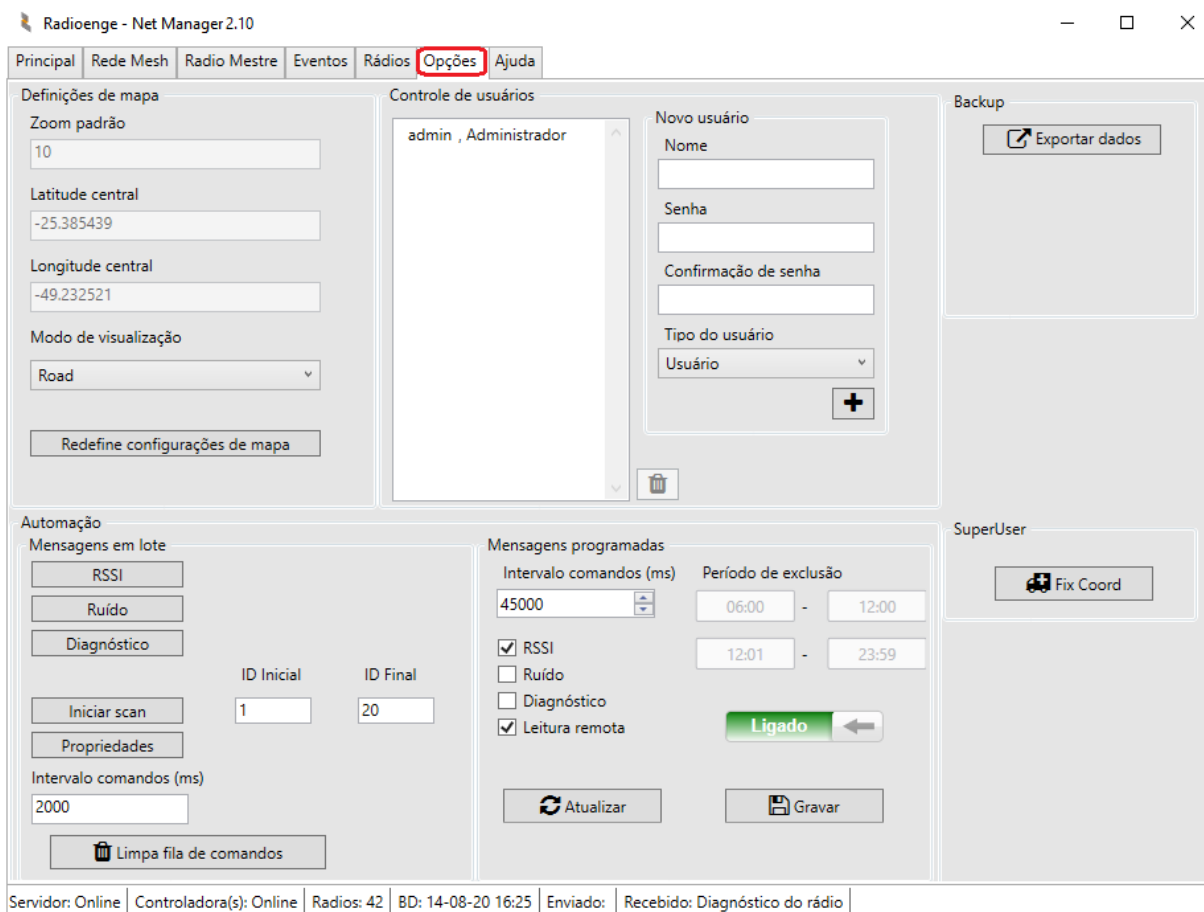 Radioenge - Net Manager 2.10
Principal Rede Mesh Radio Mestre Eventos Rádios Opções Ajuda
Definições de mapa
Zoom padrão
10
Latitude central
-25.385439
Longitude central
-49.232521
Modo de visualização
Road
Redefine configurações de mapa
Controle de usuários
admin , Administrador
Novo usuário
Nome
Senha
Confirmação de senha
Tipo do usuário
Usuário
Backup
Exportar dados
Automação
Mensagens em lote
RSSI
Ruído
Diagnóstico
ID Inicial ID Final
Iniciar scan 1 20
Propriedades
Intervalo comandos (ms)
2000
Limpa fila de comandos
Mensagens programadas
Intervalo comandos (ms) Período de exclusão
45000 06:00 - 12:00
12:01 - 23:59
RSSI
Ruído
Diagnóstico
Leitura remota
Ligado
Atualizar Gravar
SuperUser
Fix Coord
Servidor: Online Controladora(s): Online Radios: 42 BD: 14-08-20 16:25 Enviado: Recebido: Diagnóstico do rádio